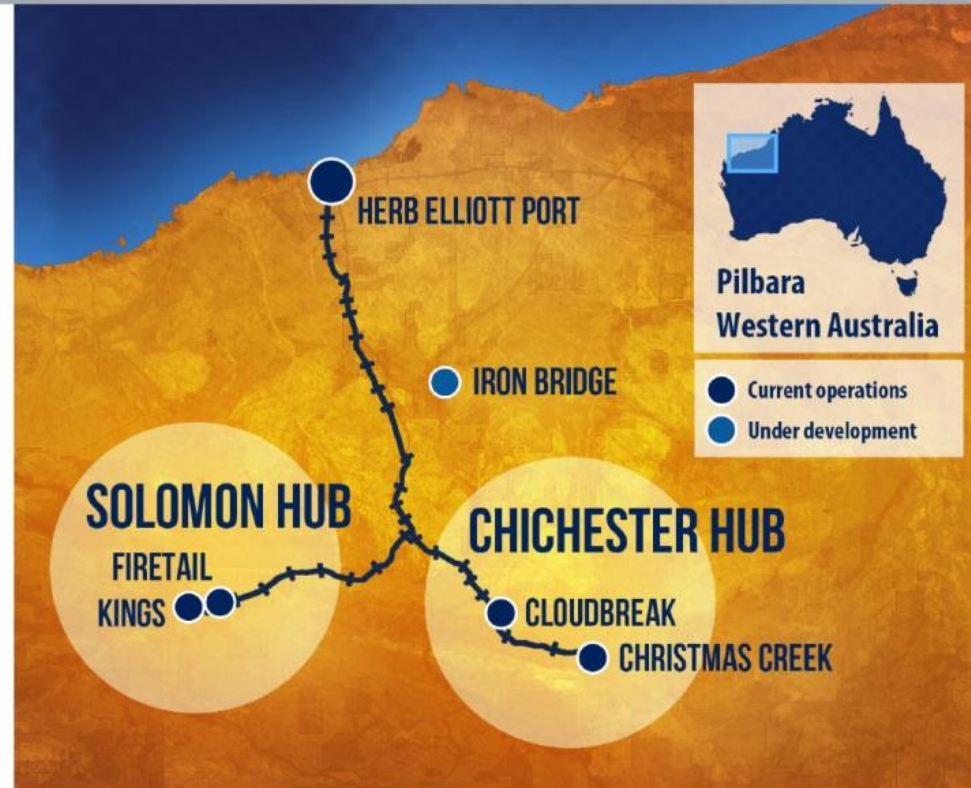 HERB ELLIOTT PORT
Pilbara
Western Australia
IRON BRIDGE
Current operations
Under development
SOLOMON HUB
FIRETAIL
KINGS
CHICHESTER HUB
CLOUDBREAK
CHRISTMAS CREEK